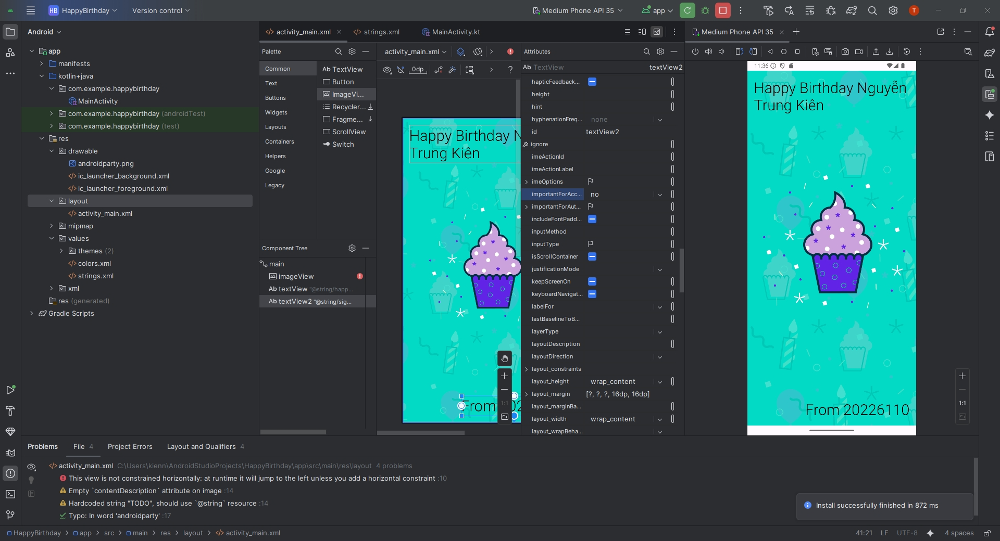 HB HappyBirthday
Version control
Medium Phone API 35
app
T
Android
activity_main.xml
strings.xml
MainActivity.kt
Medium Phone API 35
app
manifests
kotlin+java
com.example.happybirthday
MainActivity
com.example.happybirthday (androidTest)
com.example.happybirthday (test)
res
drawable
androidparty.png
ic_launcher_background.xml
ic_launcher_foreground.xml
layout
activity_main.xml
mipmap
values
themes (2)
colors.xml
strings.xml
xml
res (generated)
Gradle Scripts
Palette
Common
Text
Buttons
Widgets
Layouts
Containers
Helpers
Google
Legacy
Ab TextView
Button
ImageVi...
Recycler...
Fragme...
ScrollView
Switch
Component Tree
main
imageView
Ab textView "@string/happ...
Ab textView2 "@string/sig...
activity_main.xml
0dp
?
Happy Birthday N
Trung Kiên
From 202
1:1
Attributes
Ab TextView textView2
hapticFeedback...
height
hint
hyphenationFreq... none
id textView2
ignore
imeActionId
imeActionLabel
imeOptions
importantForAcc... no
importantForAut...
includeFontPadd...
inputMethod
inputType
isScrollContainer
justificationMode
keepScreenOn
keyboardNavigat...
labelFor
lastBaselineToB...
layerType
layoutDescription
layoutDirection
layout_constraints
layout_height wrap_content
layout_margin [?, ?, ?, 16dp, 16dp]
layout_marginBa...
layout_width wrap_content
layout_wrapBeha...
11:36
Happy Birthday Nguyễn
Trung Kiên
From 20226110
1:1
Problems
File 4
Project Errors
Layout and Qualifiers 4
activity_main.xml C:\Users\kienn\AndroidStudioProjects\HappyBirthday\app\src\main\res\layout 4 problems
This view is not constrained horizontally: at runtime it will jump to the left unless you add a horizontal constraint :10
Empty `contentDescription` attribute on image :14
Hardcoded string "TODO", should use `@string` resource :14
Typo: In word 'androidparty' :17
Install successfully finished in 872 ms
HappyBirthday > app > src > main > res > layout > activity_main.xml
41:21 LF UTF-8 4 spaces